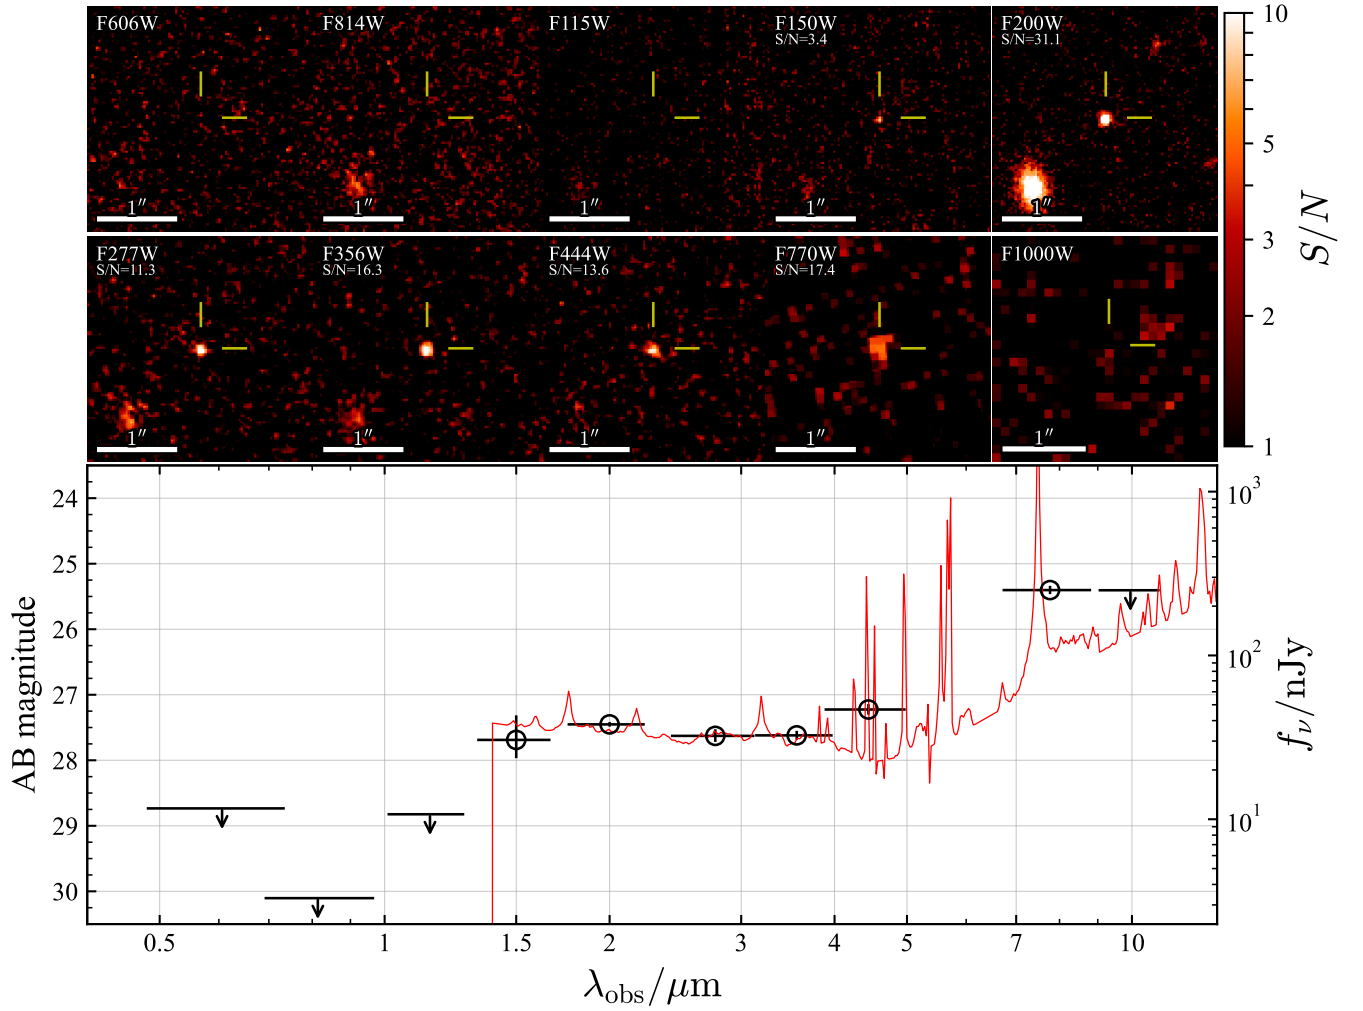 F606W
F814W
F115W
F150W
S/N=3.4
F200W
S/N=31.1
1″
1″
1″
1″
1″
F277W
S/N=11.3
F356W
S/N=16.3
F444W
S/N=13.6
F770W
S/N=17.4
F1000W
1″
1″
1″
1″
1″
10
5
3
2
1
S/N
24
25
26
27
28
29
30
AB magnitude
10³
10²
10¹
f_ν/nJy
0.5
1
1.5
2
3
4
5
7
10
λ_obs/μm